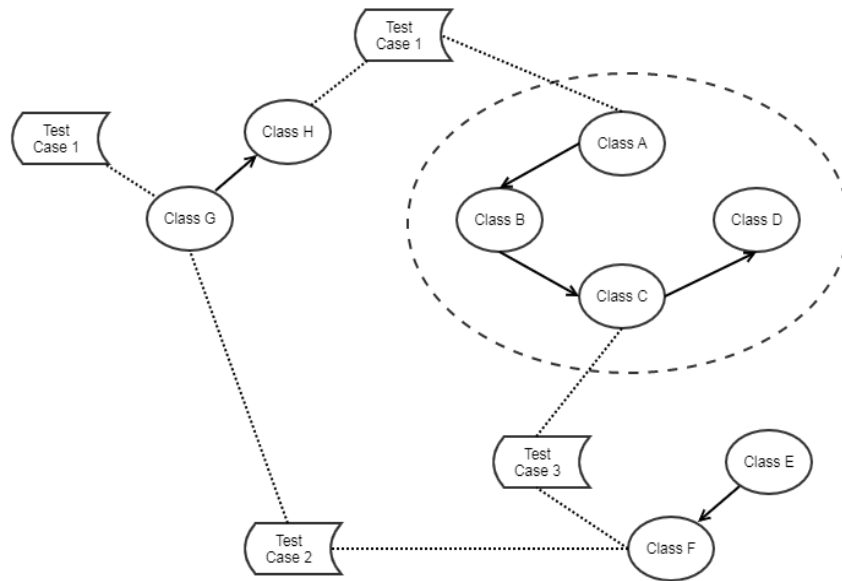 Test
Case 1
Class H
Test
Case 1
Class A
Class G
Class B
Class D
Class C
Test
Case 3
Class E
Test
Case 2
Class F